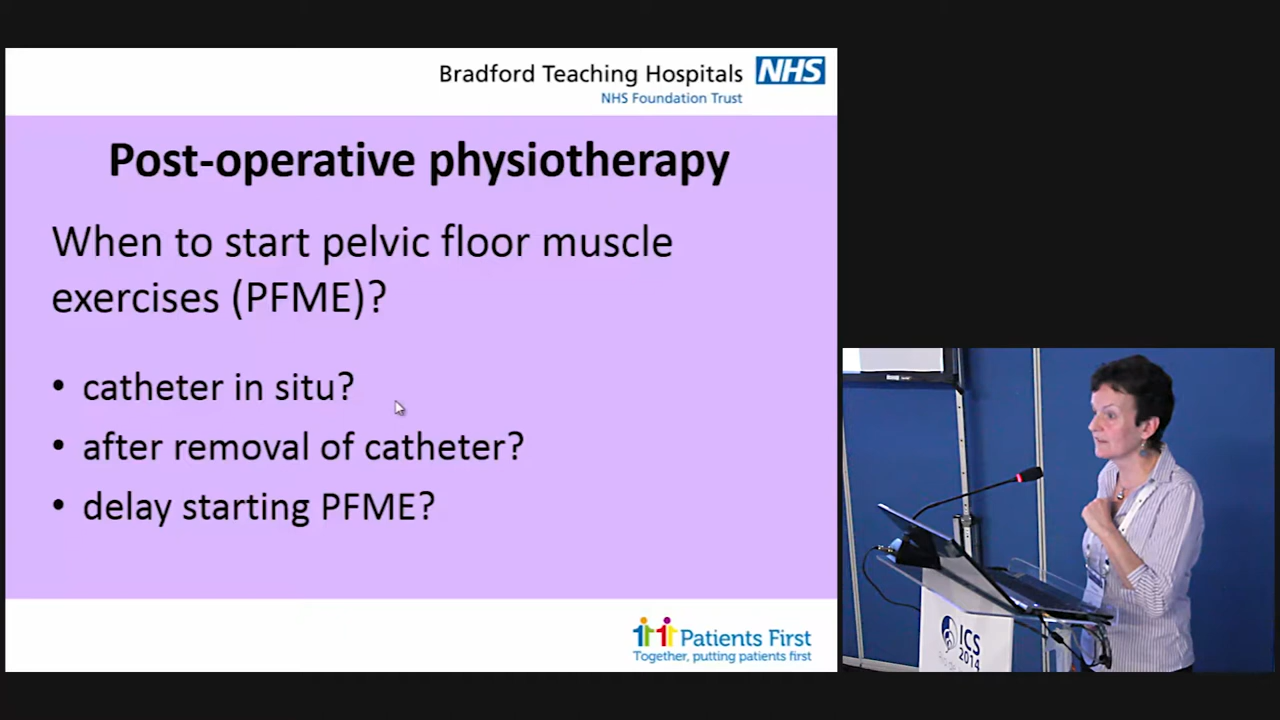 Bradford Teaching Hospitals NHS
NHS Foundation Trust
Post-operative physiotherapy
When to start pelvic floor muscle
exercises (PFME)?
• catheter in situ?
• after removal of catheter?
• delay starting PFME?
Patients First
Together, putting patients first
ICS
2014